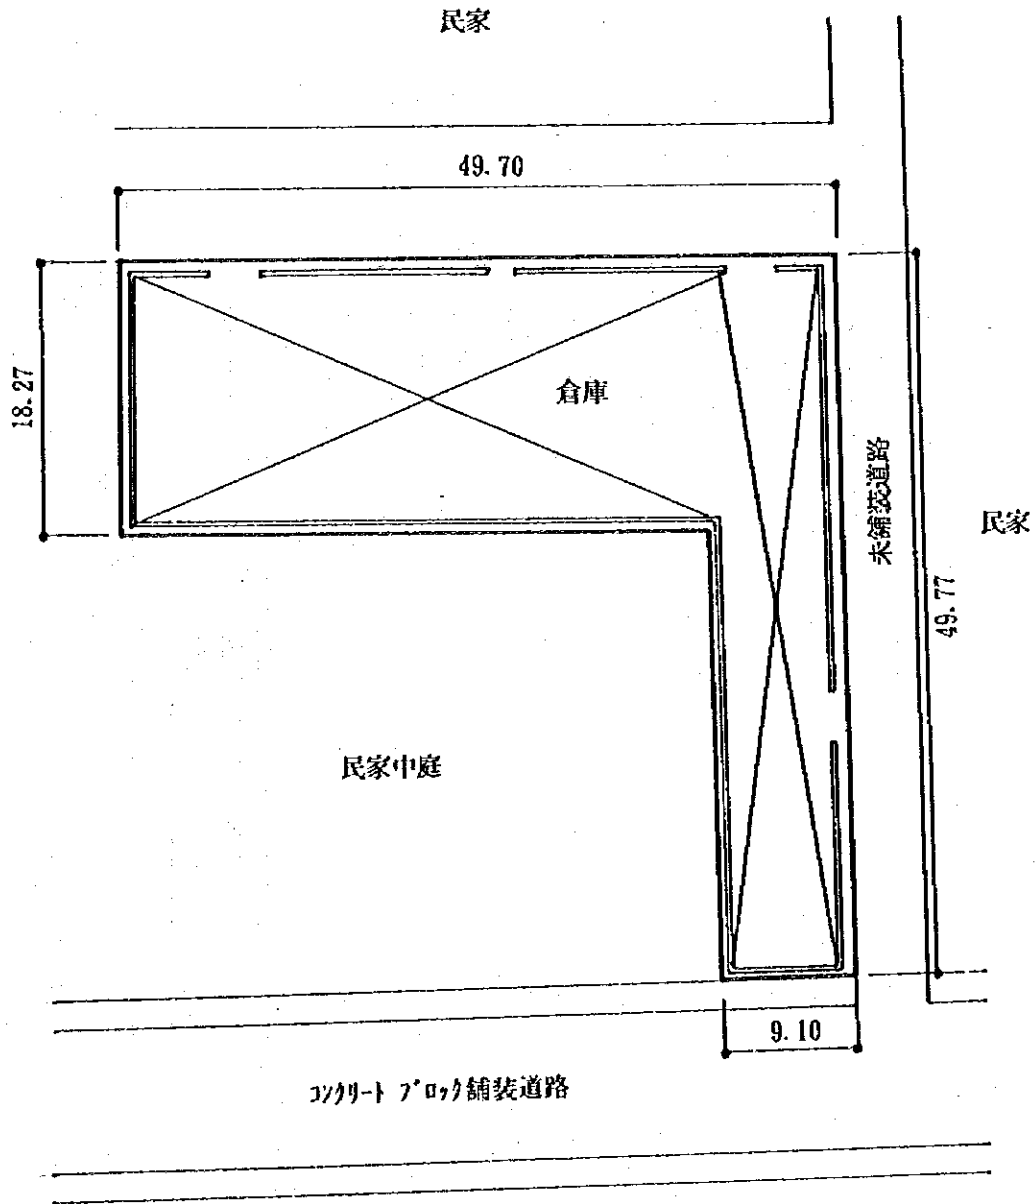 民家
49.70
18.27
倉庫
未舗装道路
民家
49.77
民家中庭
9.10
コンクリート ブロック舗装道路